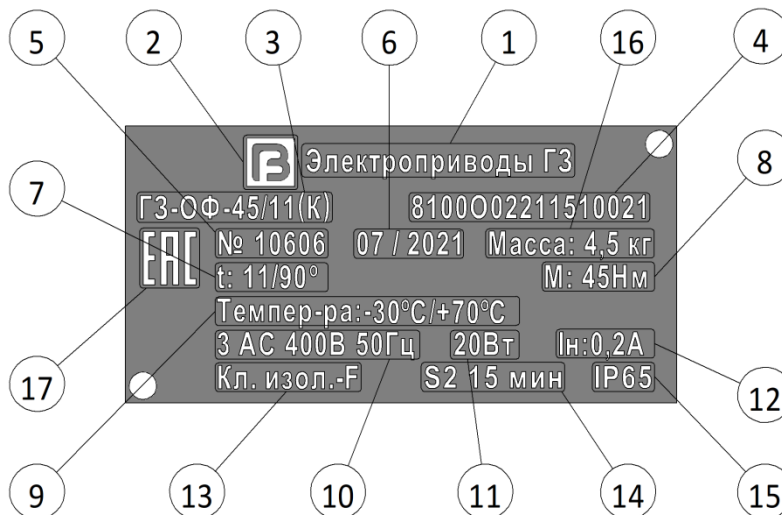 5 2 3 6 1 16 4
Электроприводы ГЗ
7 8
ГЗ-ОФ-45/11(К) 8100О02211510021
ЕАС № 10606 07 / 2021 Масса: 4,5 кг
t: 11/90° М: 45Нм
Темпер-ра:-30°С/+70°С
3 АС 400В 50Гц 20Вт Iн:0,2А
17 Кл. изол.-F S2 15 мин IP65 12
9 13 10 11 14 15